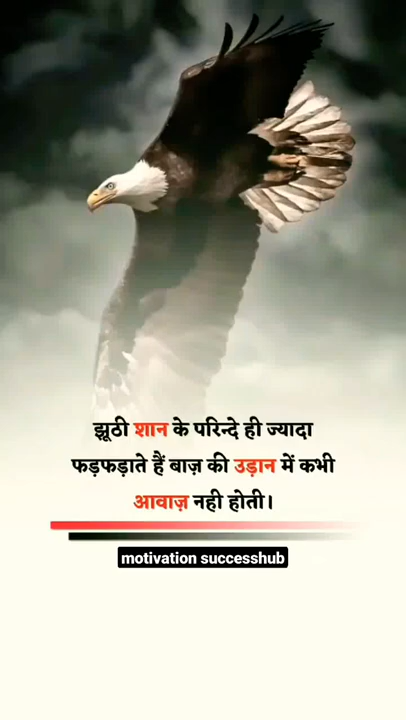 झूठी शान के परिन्दे ही ज्यादा
फड़फड़ाते हैं बाज़ की उड़ान में कभी
आवाज़ नही होती।
motivation successhub